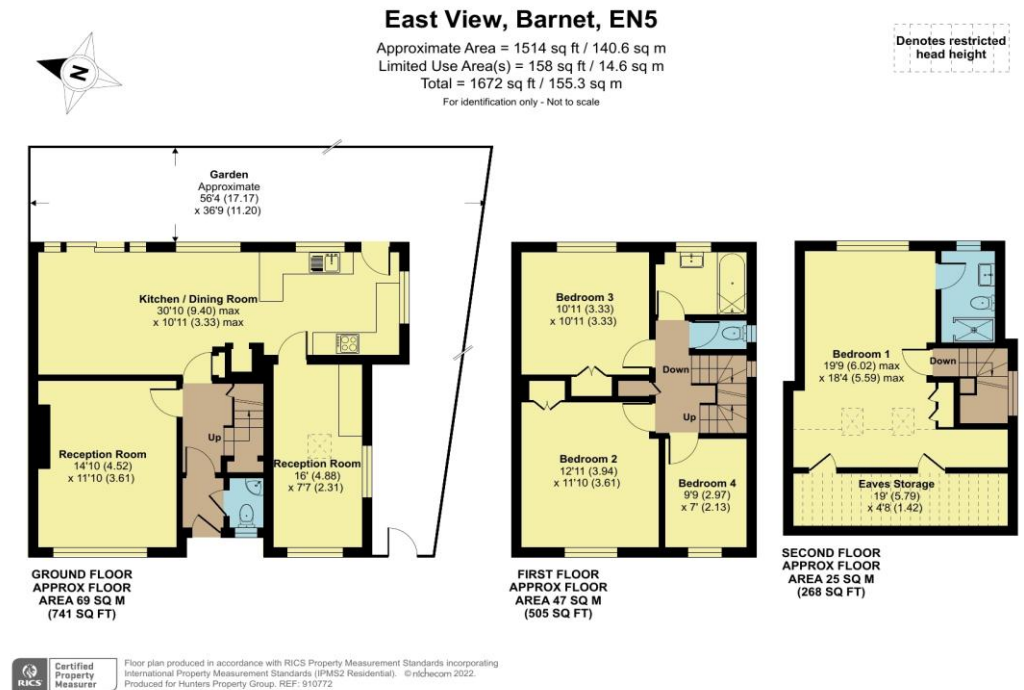 East View, Barnet, EN5
Approximate Area = 1514 sq ft / 140.6 sq m
Limited Use Area(s) = 158 sq ft / 14.6 sq m
Total = 1672 sq ft / 155.3 sq m
For identification only - Not to scale
Denotes restricted
head height
N
Garden
Approximate
56'4 (17.17)
x 36'9 (11.20)
Kitchen / Dining Room
30'10 (9.40) max
x 10'11 (3.33) max
Reception Room
14'10 (4.52)
x 11'10 (3.61)
Up
Reception Room
16' (4.88)
x 7'7 (2.31)
GROUND FLOOR
APPROX FLOOR
AREA 69 SQ M
(741 SQ FT)
Bedroom 3
10'11 (3.33)
x 10'11 (3.33)
Down
Up
Bedroom 2
12'11 (3.94)
x 11'10 (3.61)
Bedroom 4
9'9 (2.97)
x 7' (2.13)
FIRST FLOOR
APPROX FLOOR
AREA 47 SQ M
(505 SQ FT)
Bedroom 1
19'9 (6.02) max
x 18'4 (5.59) max
Down
Eaves Storage
19' (5.79)
x 4'8 (1.42)
SECOND FLOOR
APPROX FLOOR
AREA 25 SQ M
(268 SQ FT)
RICS
Certified
Property
Measurer
Floor plan produced in accordance with RICS Property Measurement Standards incorporating
International Property Measurement Standards (IPMS2 Residential). © nichecom 2022.
Produced for Hunters Property Group. REF: 910772